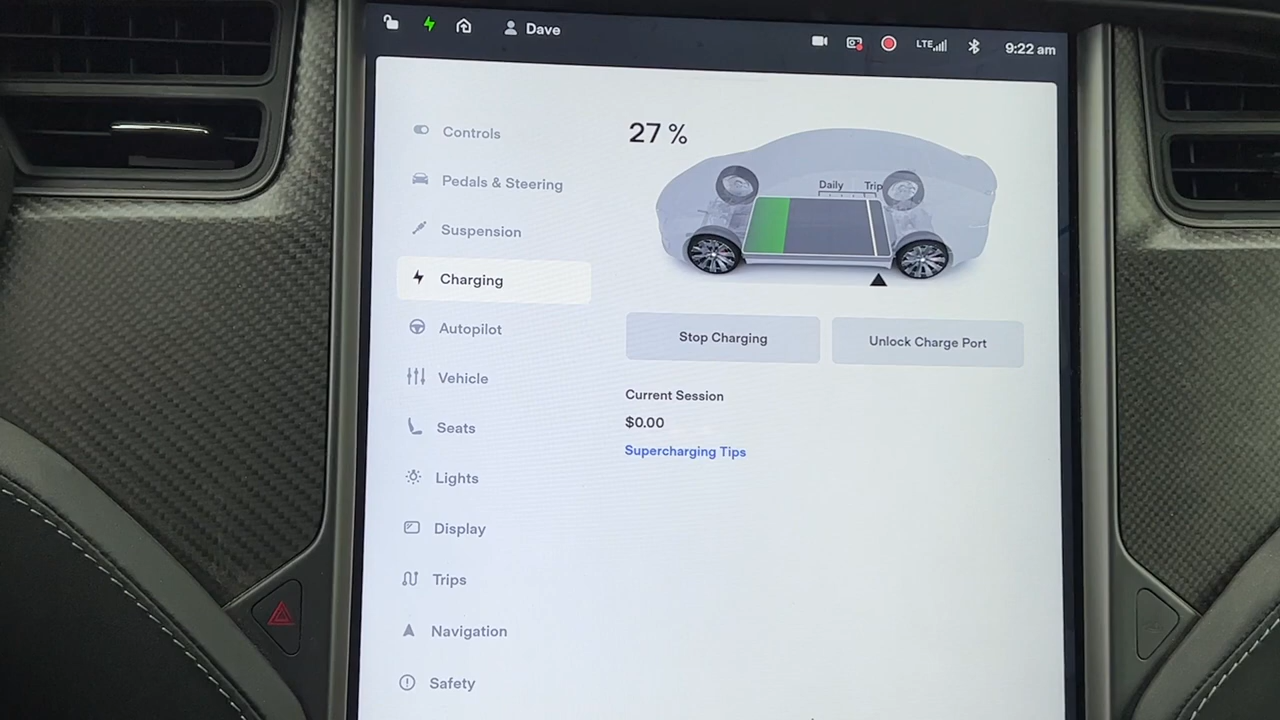 Dave
LTE
9:22 am
Controls
Pedals & Steering
Suspension
Charging
Autopilot
Vehicle
Seats
Lights
Display
Trips
Navigation
Safety
27 %
Daily Trip
Stop Charging
Unlock Charge Port
Current Session
$0.00
Supercharging Tips